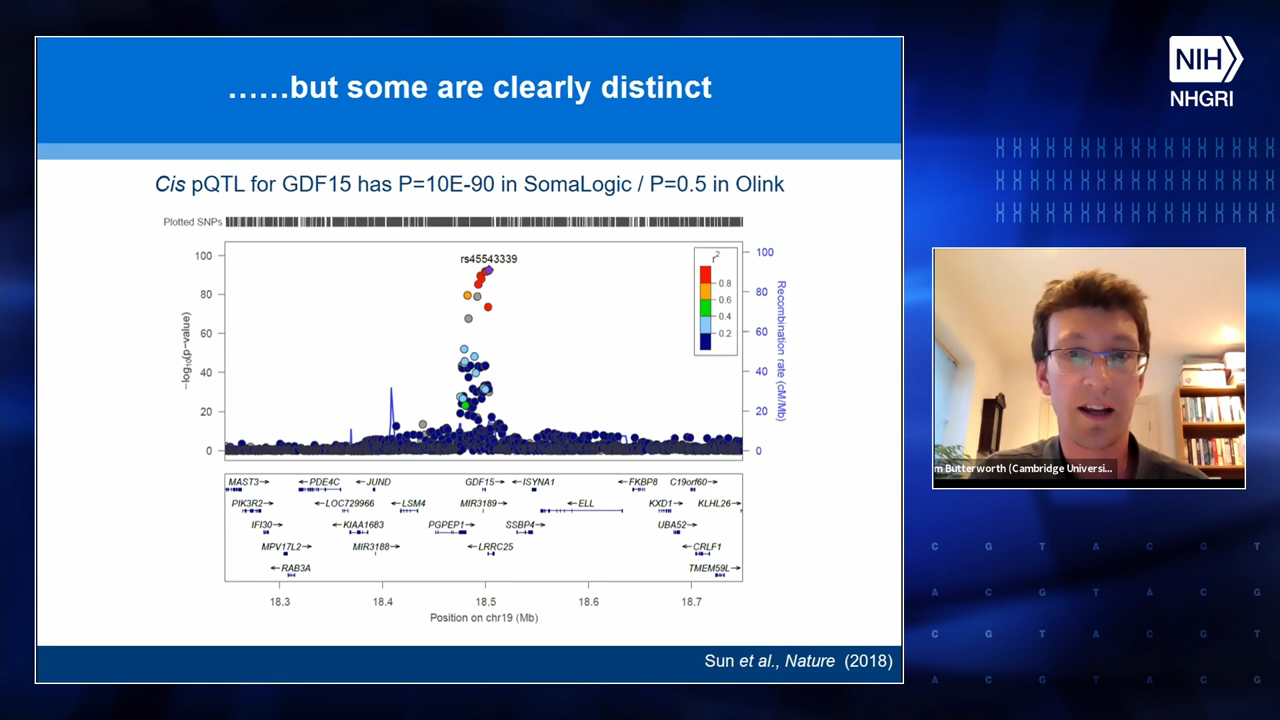 ……but some are clearly distinct
NIH
NHGRI
Cis pQTL for GDF15 has P=10E-90 in SomaLogic / P=0.5 in Olink
Plotted SNPs
rs45543339
r²
0.8
0.6
0.4
0.2
100
80
60
40
20
0
−log₁₀(p−value)
100
80
60
40
20
0
Recombination rate (cM/Mb)
MAST3→ ←PDE4C ←JUND GDF15→ ←ISYNA1 ←FKBP8 C19orf60→
PIK3R2→ ←LOC729966 ←LSM4 MIR3189→ ←ELL KXD1→ KLHL26→
IFI30→ ←KIAA1683 PGPEP1→ SSBP4→ UBA52→
MPV17L2→ MIR3188→ ←LRRC25 ←CRLF1
←RAB3A TMEM59L→
18.3 18.4 18.5 18.6 18.7
Position on chr19 (Mb)
Sun et al., Nature (2018)
m Butterworth (Cambridge Universi...
C G T A C G T
A C G T A C G
C G T A C G T
A C G T A C G